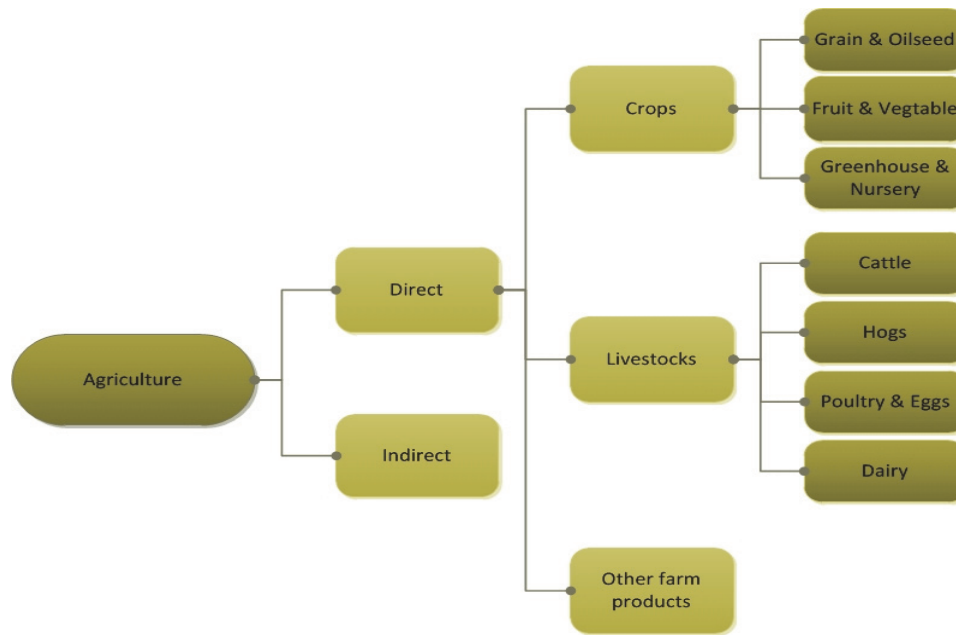 Agriculture
Direct
Indirect
Crops
Livestocks
Other farm
products
Grain & Oilseed
Fruit & Vegtable
Greenhouse &
Nursery
Cattle
Hogs
Poultry & Eggs
Dairy